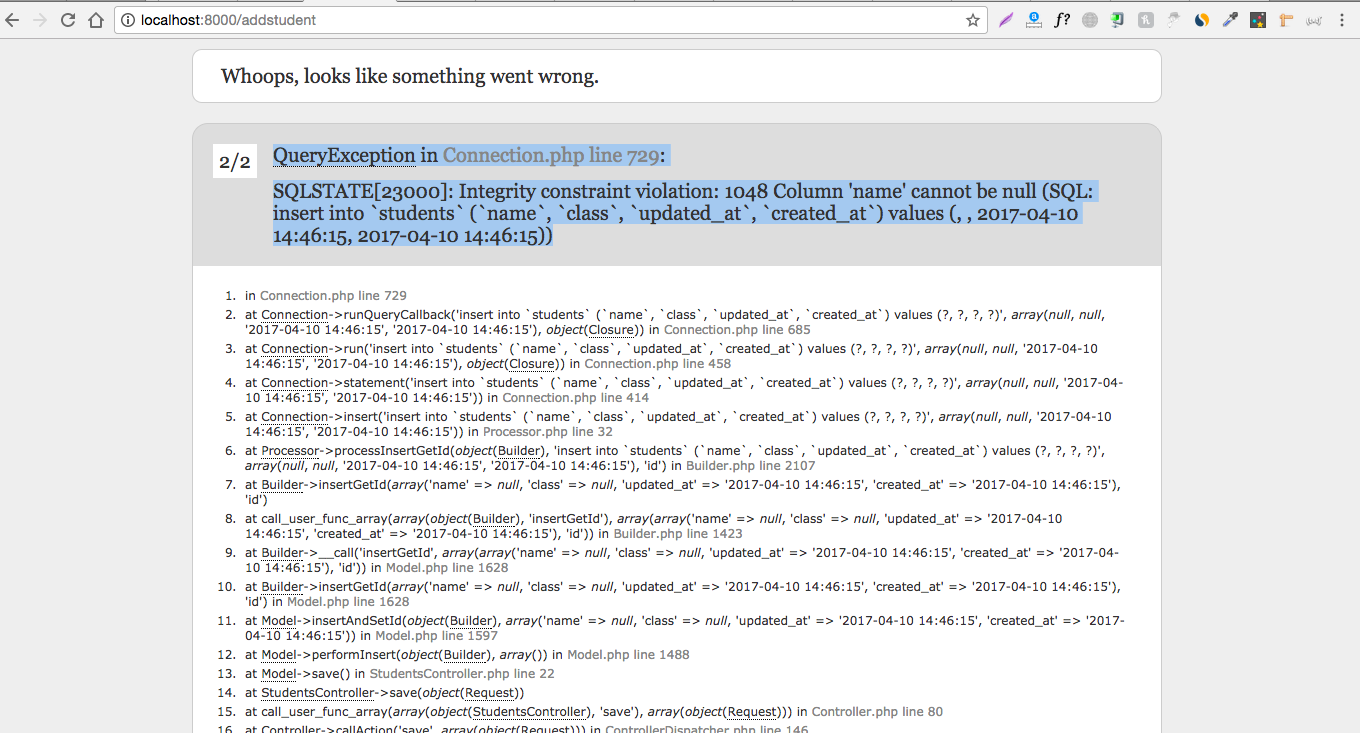 localhost:8000/addstudent
f?
Whoops, looks like something went wrong.
2/2
QueryException in Connection.php line 729:
SQLSTATE[23000]: Integrity constraint violation: 1048 Column 'name' cannot be null (SQL:
insert into `students` (`name`, `class`, `updated_at`, `created_at`) values (, , 2017-04-10
14:46:15, 2017-04-10 14:46:15))
1. in Connection.php line 729
2. at Connection->runQueryCallback('insert into `students` (`name`, `class`, `updated_at`, `created_at`) values (?, ?, ?, ?)', array(null, null,
'2017-04-10 14:46:15', '2017-04-10 14:46:15'), object(Closure)) in Connection.php line 685
3. at Connection->run('insert into `students` (`name`, `class`, `updated_at`, `created_at`) values (?, ?, ?, ?)', array(null, null, '2017-04-10
14:46:15', '2017-04-10 14:46:15'), object(Closure)) in Connection.php line 458
4. at Connection->statement('insert into `students` (`name`, `class`, `updated_at`, `created_at`) values (?, ?, ?, ?)', array(null, null, '2017-04-
10 14:46:15', '2017-04-10 14:46:15')) in Connection.php line 414
5. at Connection->insert('insert into `students` (`name`, `class`, `updated_at`, `created_at`) values (?, ?, ?, ?)', array(null, null, '2017-04-10
14:46:15', '2017-04-10 14:46:15')) in Processor.php line 32
6. at Processor->processInsertGetId(object(Builder), 'insert into `students` (`name`, `class`, `updated_at`, `created_at`) values (?, ?, ?, ?)',
array(null, null, '2017-04-10 14:46:15', '2017-04-10 14:46:15'), 'id') in Builder.php line 2107
7. at Builder->insertGetId(array('name' => null, 'class' => null, 'updated_at' => '2017-04-10 14:46:15', 'created_at' => '2017-04-10 14:46:15'),
'id')
8. at call_user_func_array(array(object(Builder), 'insertGetId'), array(array('name' => null, 'class' => null, 'updated_at' => '2017-04-10
14:46:15', 'created_at' => '2017-04-10 14:46:15'), 'id')) in Builder.php line 1423
9. at Builder->__call('insertGetId', array(array('name' => null, 'class' => null, 'updated_at' => '2017-04-10 14:46:15', 'created_at' => '2017-04-
10 14:46:15'), 'id')) in Model.php line 1628
10. at Builder->insertGetId(array('name' => null, 'class' => null, 'updated_at' => '2017-04-10 14:46:15', 'created_at' => '2017-04-10 14:46:15'),
'id') in Model.php line 1628
11. at Model->insertAndSetId(object(Builder), array('name' => null, 'class' => null, 'updated_at' => '2017-04-10 14:46:15', 'created_at' => '2017-
04-10 14:46:15')) in Model.php line 1597
12. at Model->performInsert(object(Builder), array()) in Model.php line 1488
13. at Model->save() in StudentsController.php line 22
14. at StudentsController->save(object(Request))
15. at call_user_func_array(array(object(StudentsController), 'save'), array(object(Request))) in Controller.php line 80
16. at Controller->callAction('save', array(object(Request))) in ControllerDispatcher.php line 146